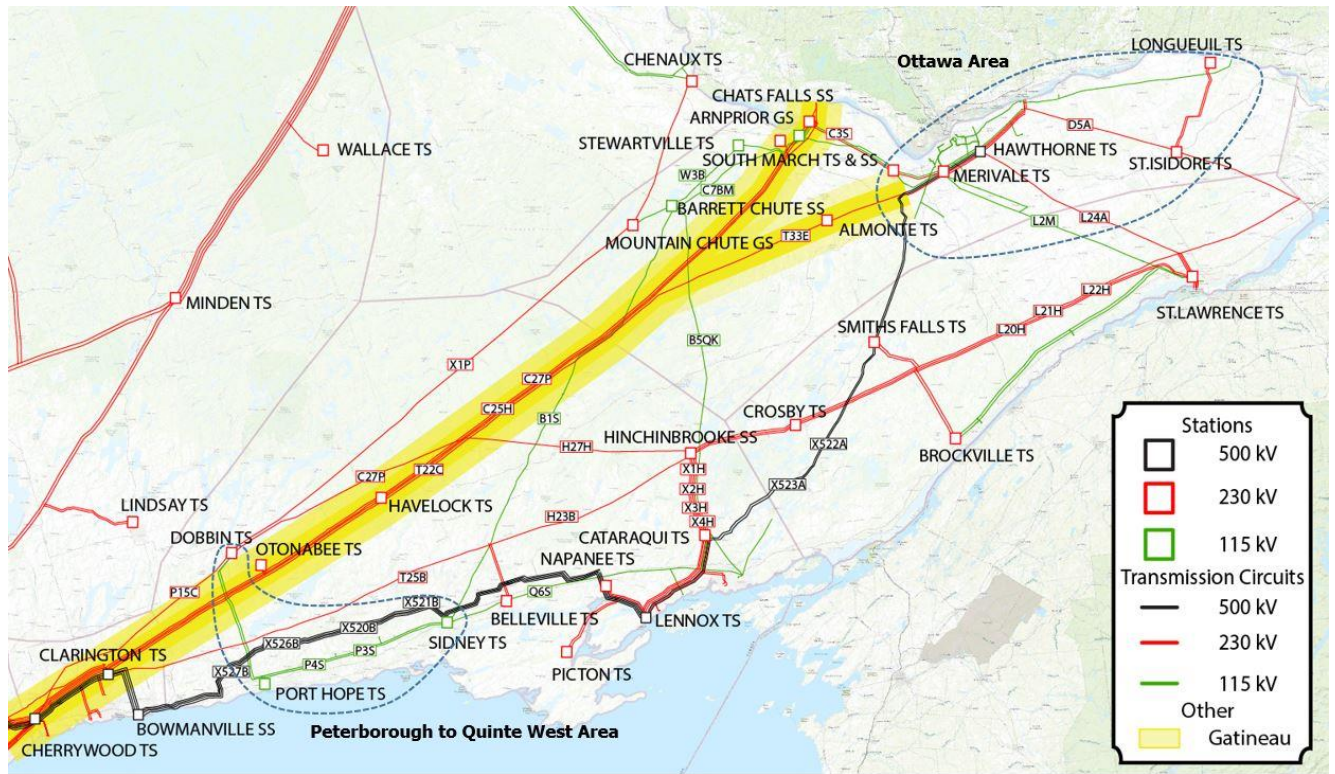 LONGUEUIL TS
Ottawa Area
CHENAUX TS
CHATS FALLS SS
ARNPRIOR GS
C3S
D5A
STEWARTVILLE TS
WALLACE TS
HAWTHORNE TS
SOUTH MARCH TS & SS
ST.ISIDORE TS
MERIVALE TS
W3B
C7BM
BARRETT CHUTE SS
L24A
L2M
ALMONTE TS
T33E
MOUNTAIN CHUTE GS
L22H
MINDEN TS
L21H
ST.LAWRENCE TS
L20H
SMITHS FALLS TS
B5QK
X1P
C27P
C25H
CROSBY TS
B1S
HINCHINBROOKE SS
X522A
H27H
BROCKVILLE TS
X1H
C27P
T22C
X2H
X523A
LINDSAY TS
HAVELOCK TS
X3H
H23B
X4H
DOBBIN TS
CATARAQUI TS
OTONABEE TS
NAPANEE TS
T25B
P15C
Q6S
X521B
BELLEVILLE TS
LENNOX TS
X520B
SIDNEY TS
X526B
P3S
CLARINGTON TS
P4S
PICTON TS
X527B
PORT HOPE TS
BOWMANVILLE SS
Peterborough to Quinte West Area
CHERRYWOOD TS
Stations
500 kV
230 kV
115 kV
Transmission Circuits
500 kV
230 kV
115 kV
Other
Gatineau